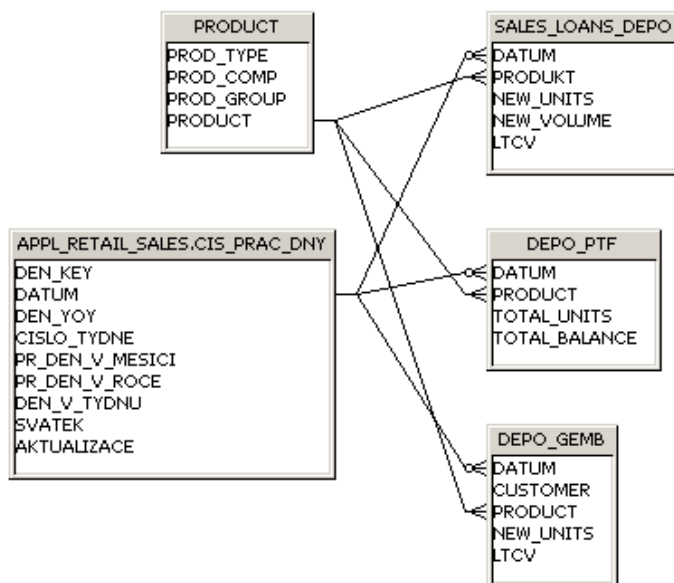 PRODUCT
PROD_TYPE
PROD_COMP
PROD_GROUP
PRODUCT
SALES_LOANS_DEPO
DATUM
PRODUKT
NEW_UNITS
NEW_VOLUME
LTCV
APPL_RETAIL_SALES.CIS_PRAC_DNY
DEN_KEY
DATUM
DEN_YOY
CISLO_TYDNE
PR_DEN_V_MESICI
PR_DEN_V_ROCE
DEN_V_TYDNU
SVATEK
AKTUALIZACE
DEPO_PTF
DATUM
PRODUCT
TOTAL_UNITS
TOTAL_BALANCE
DEPO_GEMB
DATUM
CUSTOMER
PRODUCT
NEW_UNITS
LTCV